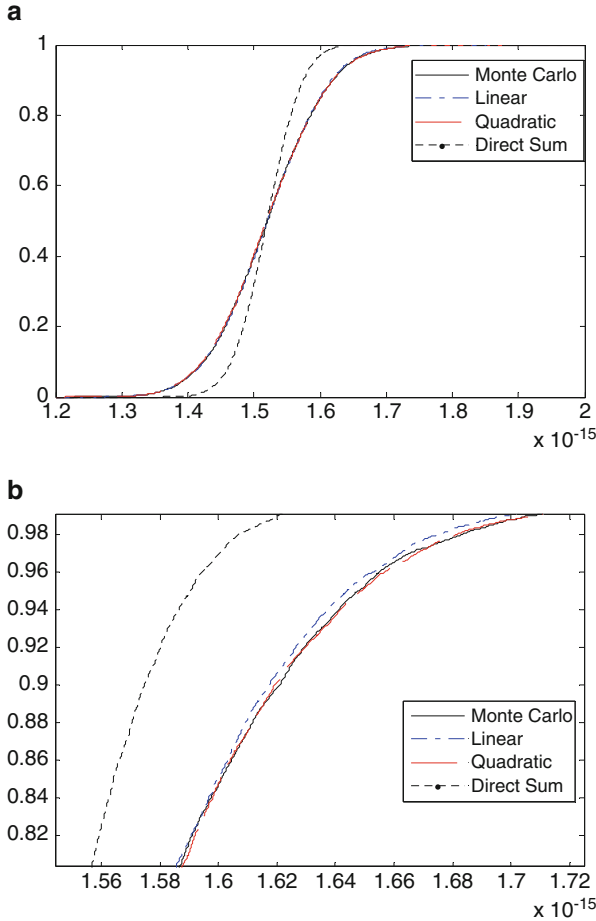 a
1
0.8
0.6
0.4
0.2
0
1.2 1.3 1.4 1.5 1.6 1.7 1.8 1.9 2
x 10-15
Monte Carlo
Linear
Quadratic
Direct Sum
b
0.98
0.96
0.94
0.92
0.9
0.88
0.86
0.84
0.82
1.56 1.58 1.6 1.62 1.64 1.66 1.68 1.7 1.72
x 10-15
Monte Carlo
Linear
Quadratic
Direct Sum